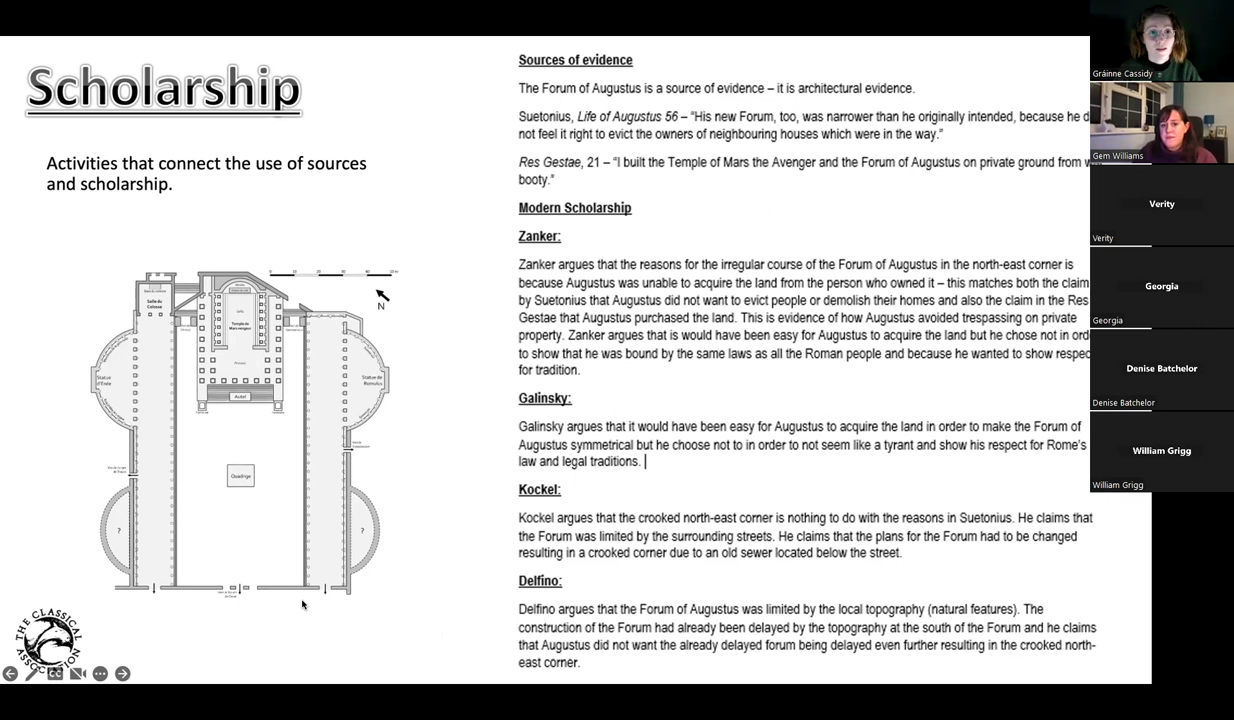 Scholarship
Activities that connect the use of sources
and scholarship.
0 10 20 30 40 50 m
N
Salle du
Colosse
Temple de
Mars vengeur
Statue
d'Énée
Statue de
Romulus
Autel
Quadrige
?
?
THE CLASSICAL
ASSOCIATION
Sources of evidence
The Forum of Augustus is a source of evidence – it is architectural evidence.
Suetonius, Life of Augustus 56 – “His new Forum, too, was narrower than he originally intended, because he d
not feel it right to evict the owners of neighbouring houses which were in the way.”
Res Gestae, 21 – “I built the Temple of Mars the Avenger and the Forum of Augustus on private ground from w
booty.”
Modern Scholarship
Zanker:
Zanker argues that the reasons for the irregular course of the Forum of Augustus in the north-east corner is
because Augustus was unable to acquire the land from the person who owned it – this matches both the claim
by Suetonius that Augustus did not want to evict people or demolish their homes and also the claim in the Res
Gestae that Augustus purchased the land. This is evidence of how Augustus avoided trespassing on private
property. Zanker argues that is would have been easy for Augustus to acquire the land but he chose not in ord
to show that he was bound by the same laws as all the Roman people and because he wanted to show respec
for tradition.
Galinsky:
Galinsky argues that it would have been easy for Augustus to acquire the land in order to make the Forum of
Augustus symmetrical but he choose not to in order to not seem like a tyrant and show his respect for Rome's
law and legal traditions.
Kockel:
Kockel argues that the crooked north-east corner is nothing to do with the reasons in Suetonius. He claims that
the Forum was limited by the surrounding streets. He claims that the plans for the Forum had to be changed
resulting in a crooked corner due to an old sewer located below the street.
Delfino:
Delfino argues that the Forum of Augustus was limited by the local topography (natural features). The
construction of the Forum had already been delayed by the topography at the south of the Forum and he claims
that Augustus did not want the already delayed forum being delayed even further resulting in the crooked north-
east corner.
Gráinne Cassidy
Gem Williams
Verity
Verity
Georgia
Georgia
Denise Batchelor
Denise Batchelor
William Grigg
William Grigg